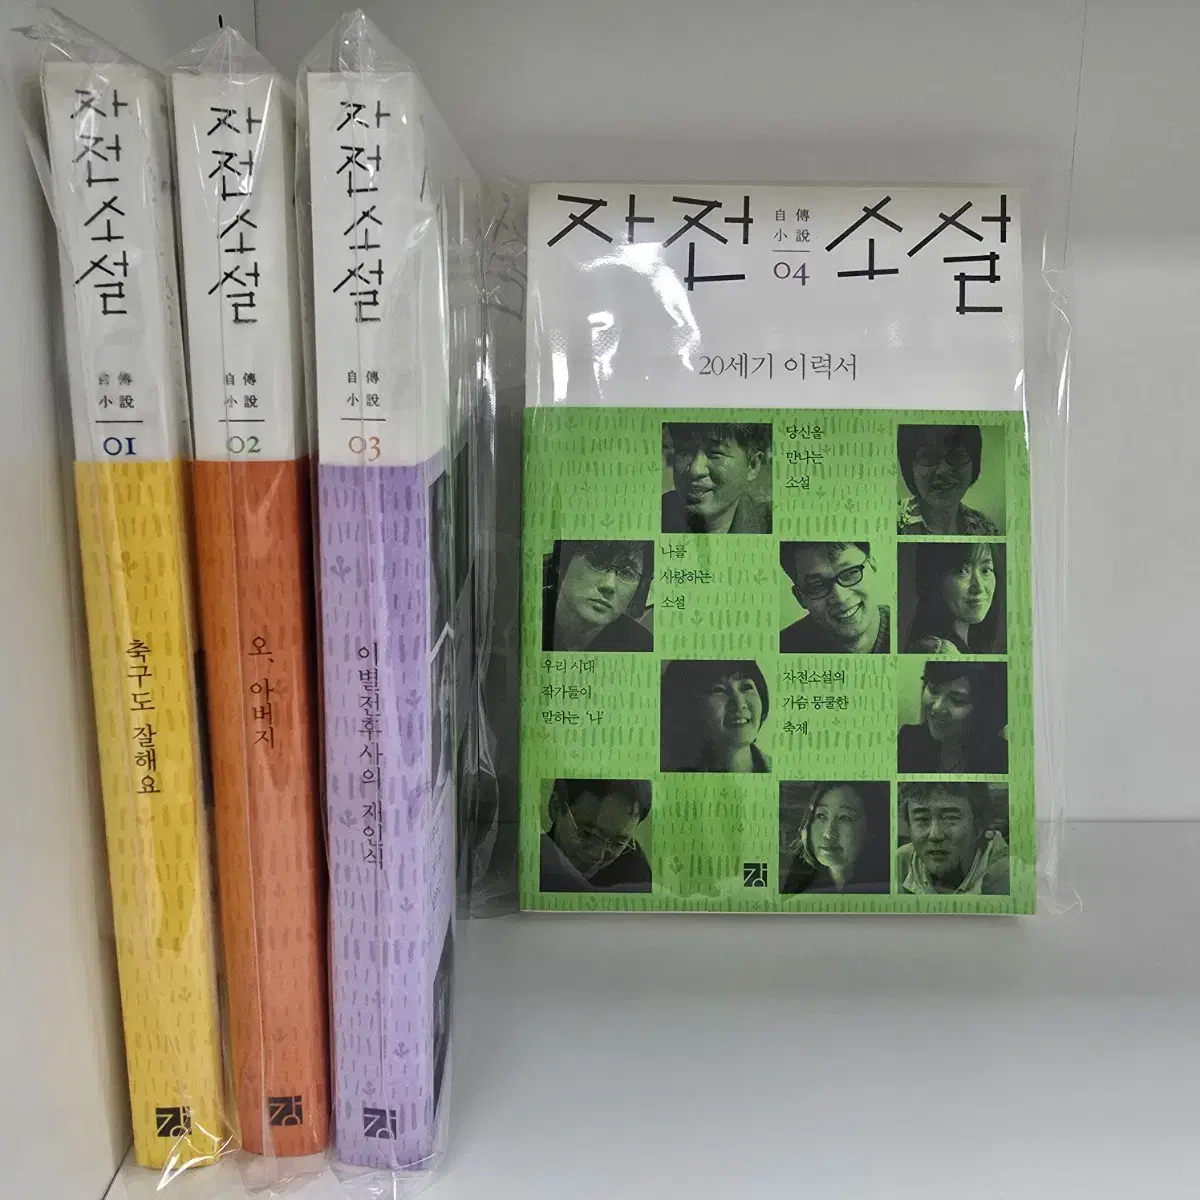 자전소설
自傳
小說
01
축구도 잘해요
강
자전소설
自傳
小說
02
오, 아버지
강
자전소설
自傳
小說
03
이별전후사의 재인식
강
자전 소설
自傳
小說
04
20세기 이력서
당신을
만나는
소설
나를
사랑하는
소설
우리 시대
작가들이
말하는 '나'
자전소설의
가슴 뭉쿨한
축제
강